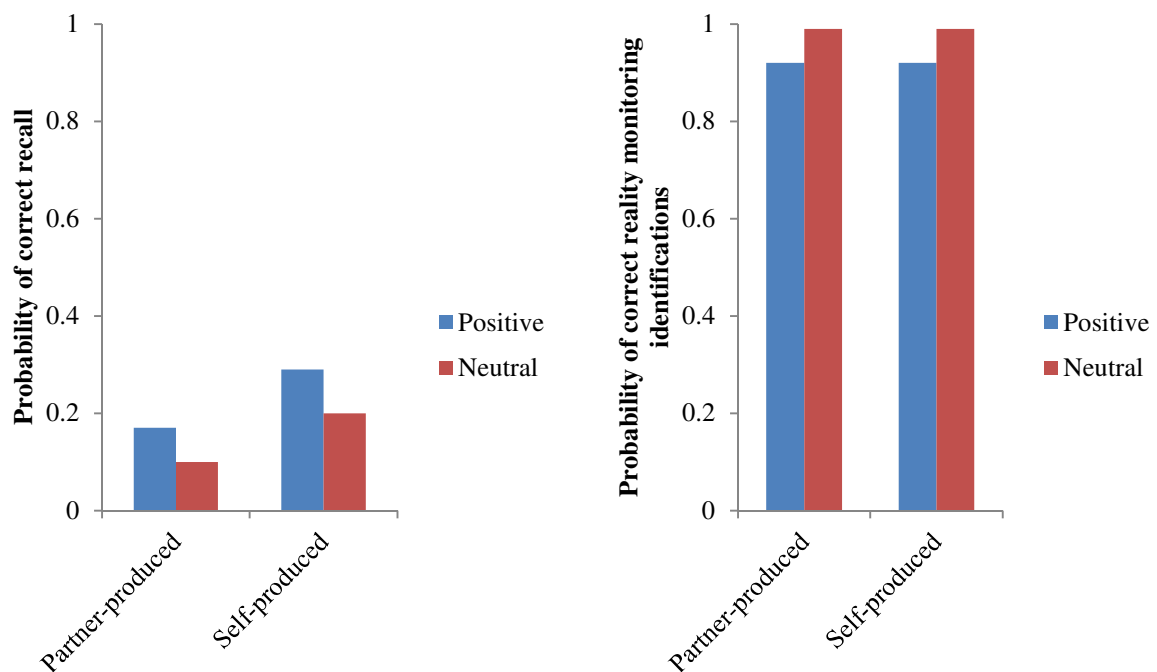 Probability of correct recall
1
0.8
0.6
0.4
0.2
0
Partner-produced
Self-produced
Positive
Neutral
Probability of correct reality monitoring
identifications
1
0.8
0.6
0.4
0.2
0
Partner-produced
Self-produced
Positive
Neutral